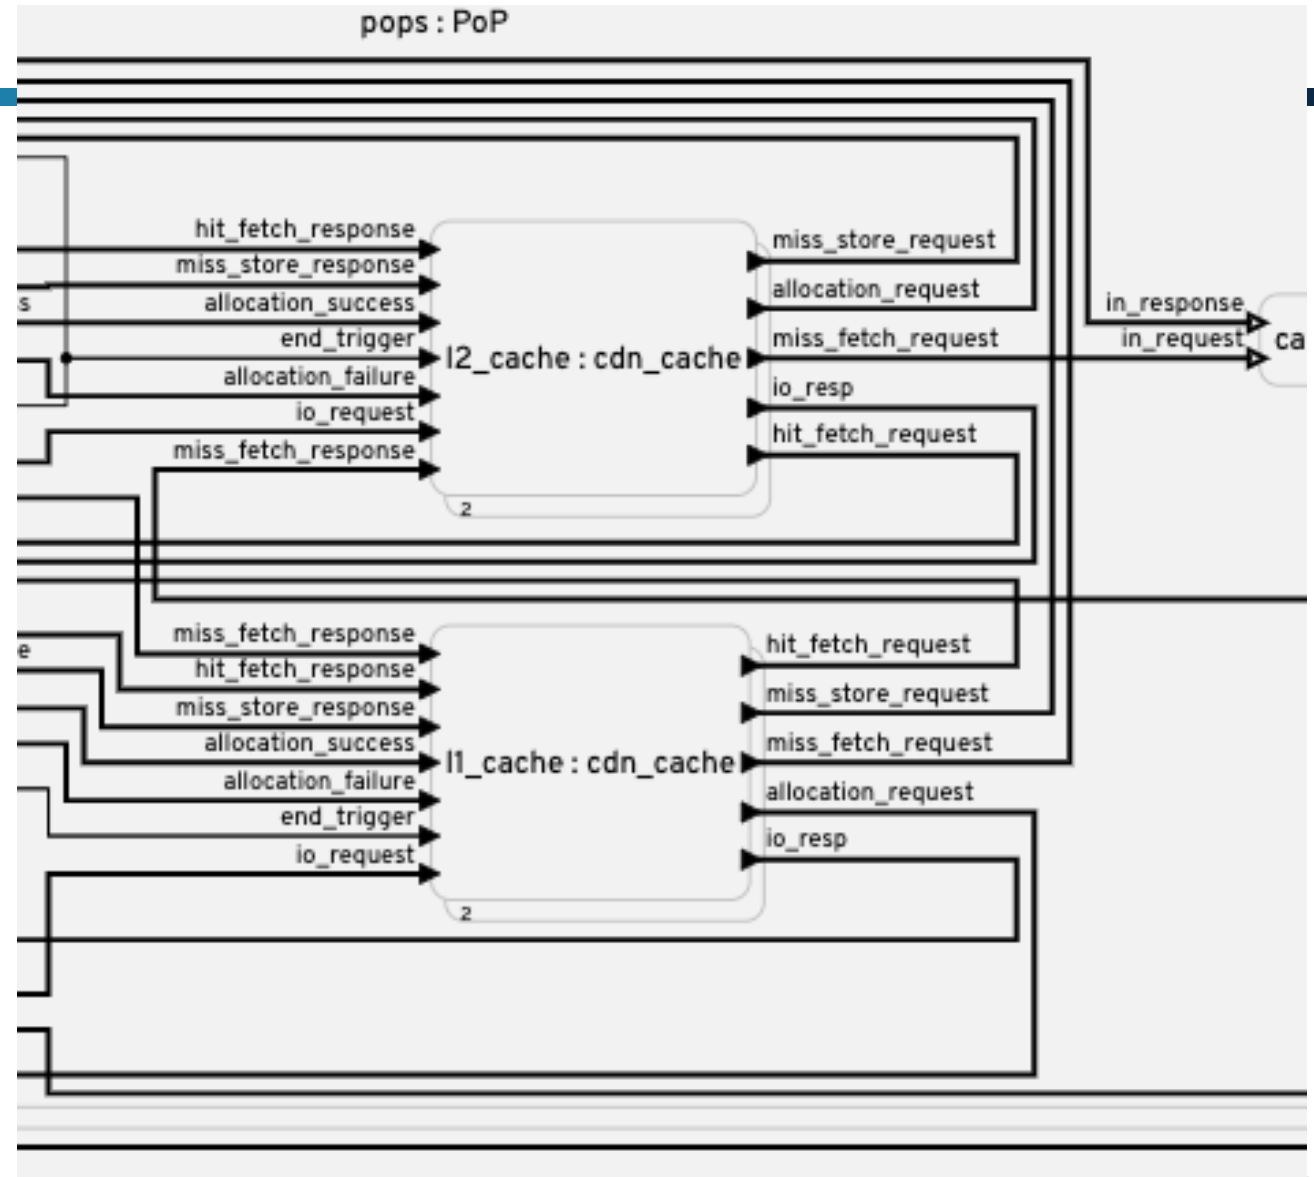 pops : PoP
hit_fetch_response
miss_store_response
s
allocation_success
end_trigger
allocation_failure
io_request
miss_fetch_response
l2_cache : cdn_cache
2
miss_store_request
allocation_request
miss_fetch_request
io_resp
hit_fetch_request
in_response
in_request
ca
e
miss_fetch_response
hit_fetch_response
miss_store_response
allocation_success
allocation_failure
end_trigger
io_request
l1_cache : cdn_cache
2
hit_fetch_request
miss_store_request
miss_fetch_request
allocation_request
io_resp